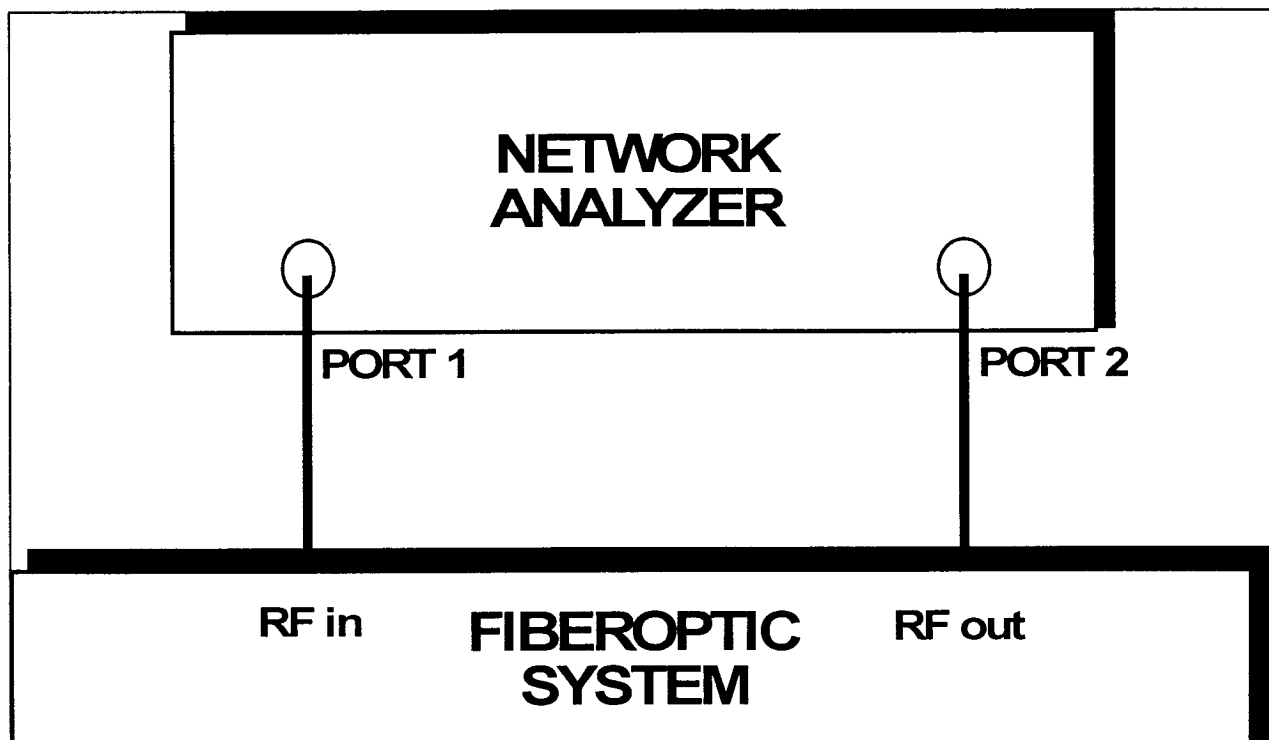 NETWORK
ANALYZER
PORT 1
PORT 2
RF in
FIBEROPTIC
SYSTEM
RF out